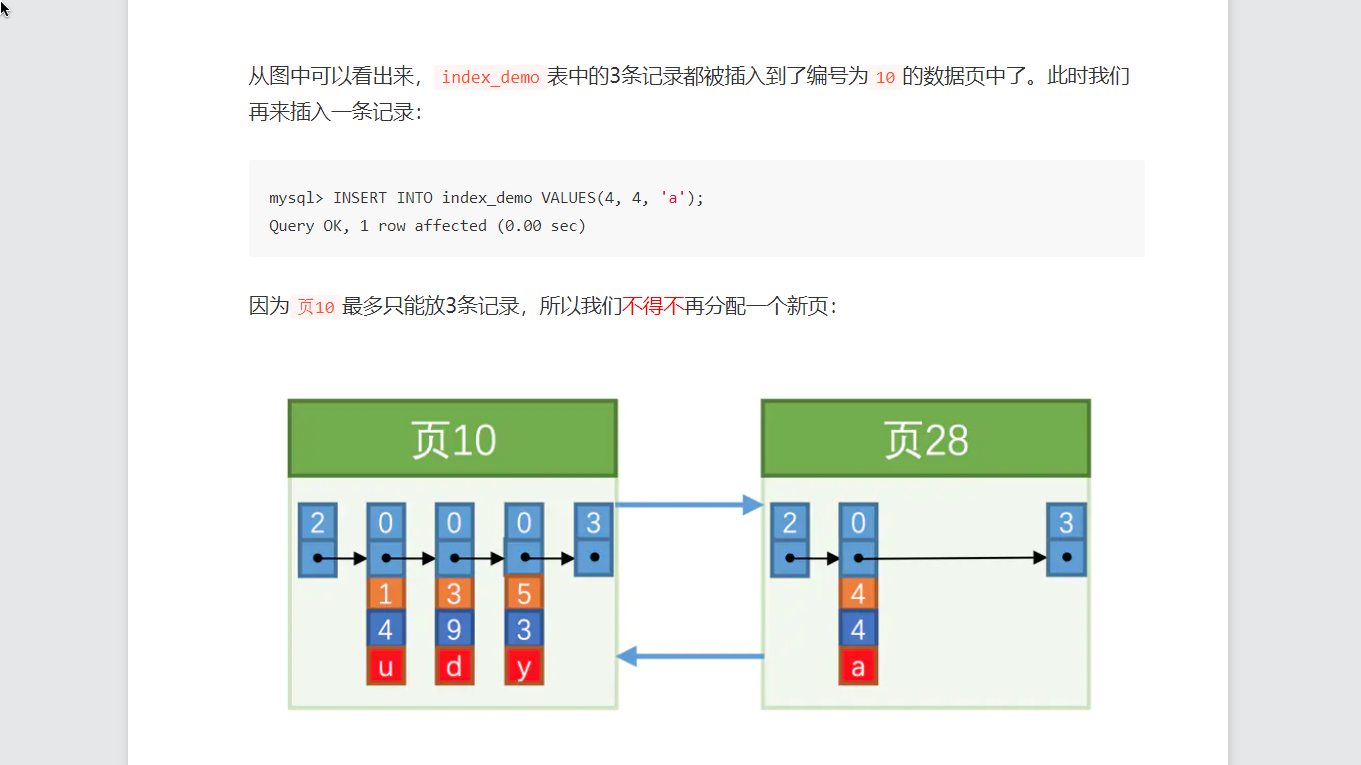 从图中可以看出来， index_demo 表中的3条记录都被插入到了编号为 10 的数据页中了。此时我们
再来插入一条记录：
mysql> INSERT INTO index_demo VALUES(4, 4, 'a');
Query OK, 1 row affected (0.00 sec)
因为 页10 最多只能放3条记录，所以我们不得不再分配一个新页：
页10
2 0 0 0 3
1 3 5
4 9 3
u d y
页28
2 0 3
4
4
a